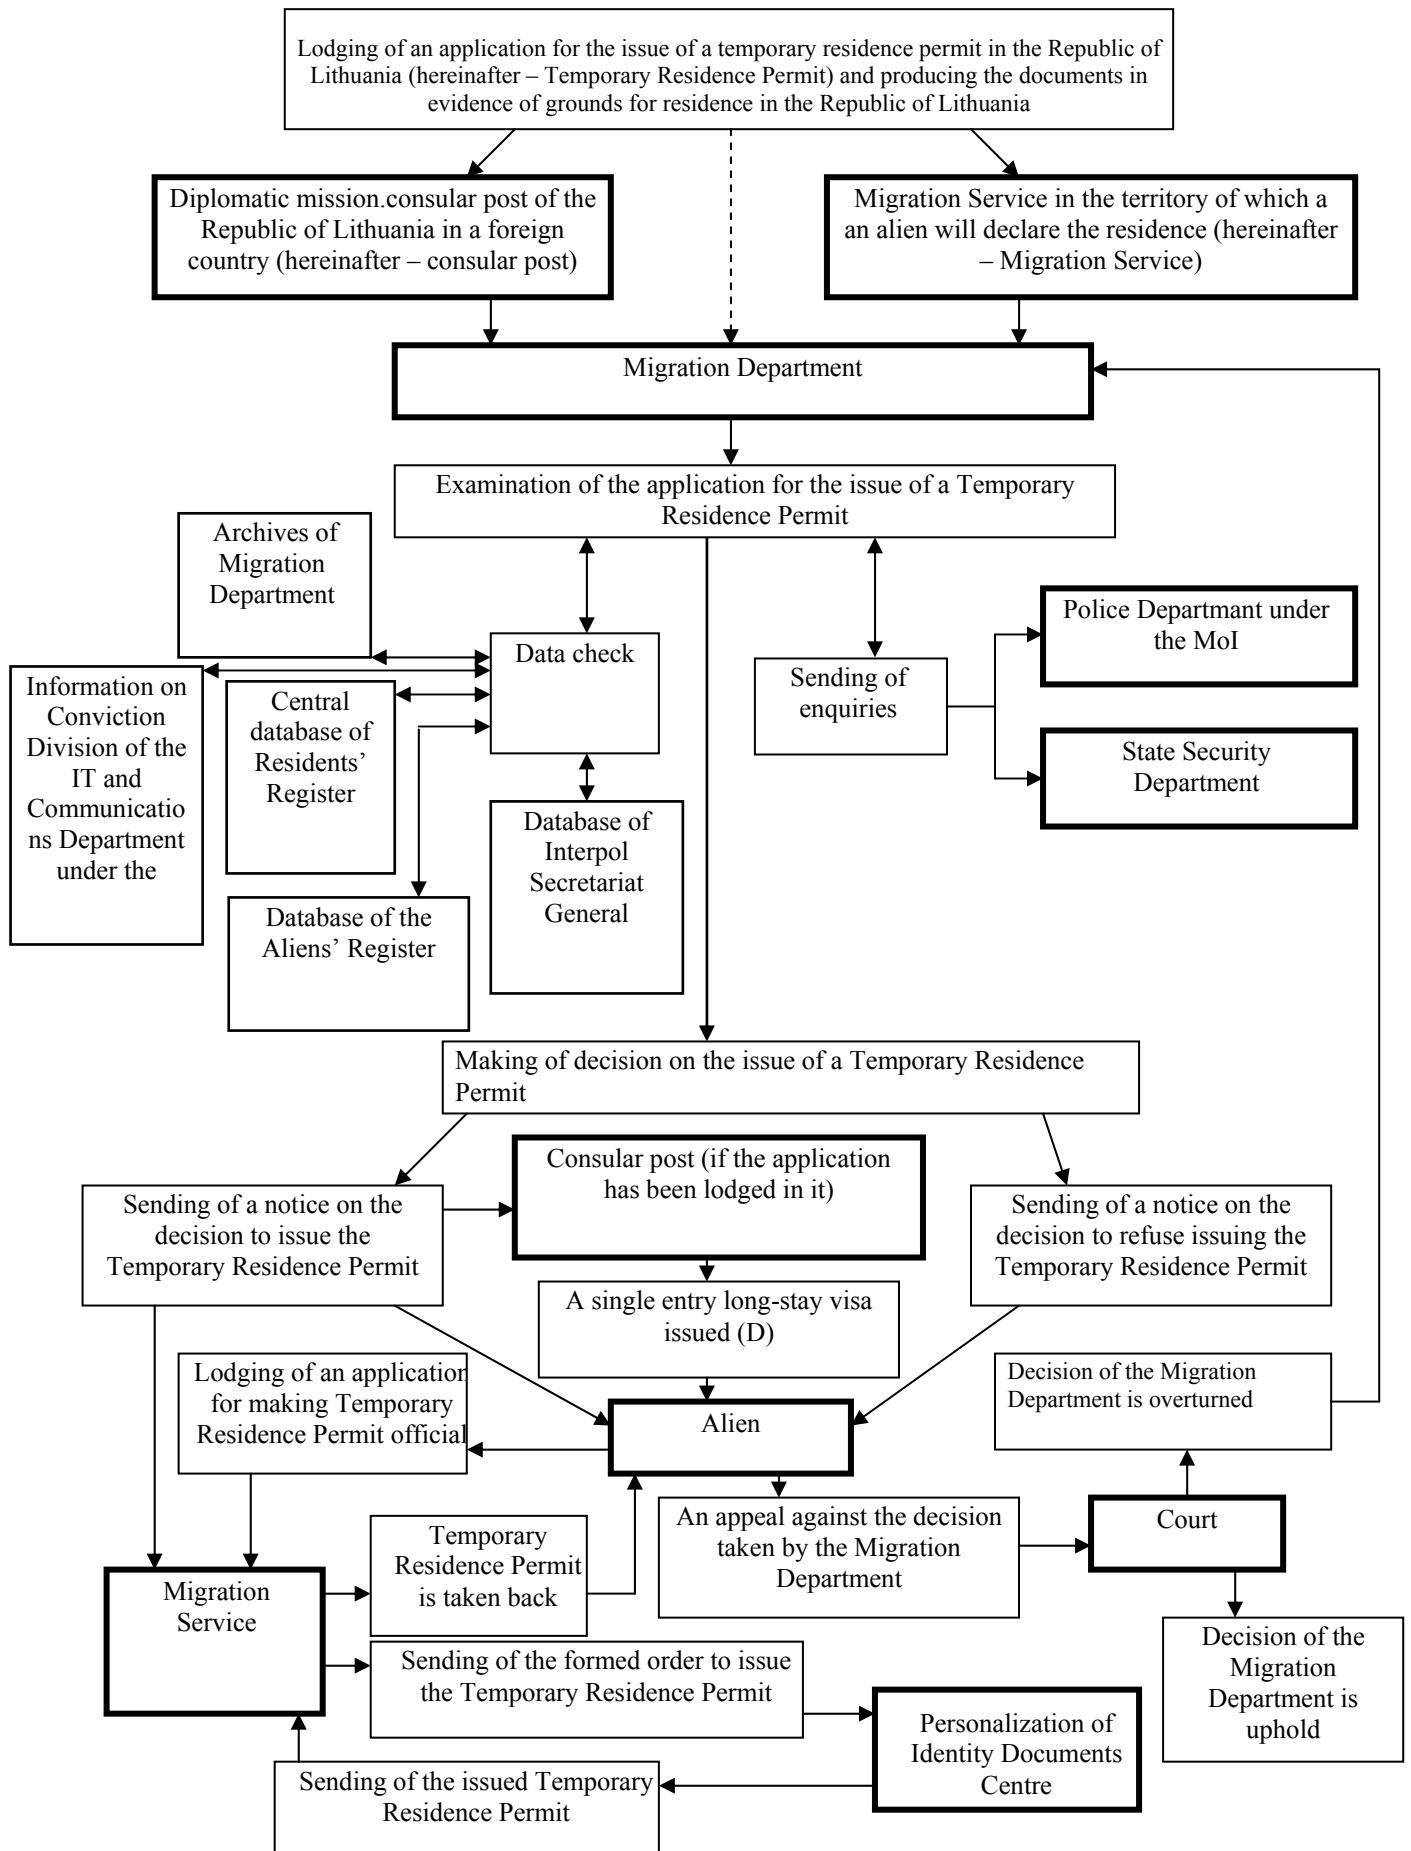 Lodging of an application for the issue of a temporary residence permit in the Republic of
Lithuania (hereinafter – Temporary Residence Permit) and producing the documents in
evidence of grounds for residence in the Republic of Lithuania
Diplomatic mission.consular post of the
Republic of Lithuania in a foreign
country (hereinafter – consular post)
Migration Service in the territory of which a
an alien will declare the residence (hereinafter
– Migration Service)
Migration Department
Examination of the application for the issue of a Temporary
Residence Permit
Archives of
Migration
Department
Data check
Sending of
enquiries
Police Departmant under
the MoI
State Security
Department
Information on
Conviction
Division of the
IT and
Communicatio
ns Department
under the
Central
database of
Residents’
Register
Database of
Interpol
Secretariat
General
Database of the
Aliens’ Register
Making of decision on the issue of a Temporary Residence
Permit
Consular post (if the application
has been lodged in it)
Sending of a notice on the
decision to issue the
Temporary Residence Permit
Sending of a notice on the
decision to refuse issuing the
Temporary Residence Permit
A single entry long-stay visa
issued (D)
Lodging of an application
for making Temporary
Residence Permit official
Alien
Decision of the Migration
Department is overturned
An appeal against the decision
taken by the Migration
Department
Court
Temporary
Residence Permit
is taken back
Migration
Service
Decision of the
Migration
Department is
uphold
Sending of the formed order to issue
the Temporary Residence Permit
Personalization of
Identity Documents
Centre
Sending of the issued Temporary
Residence Permit